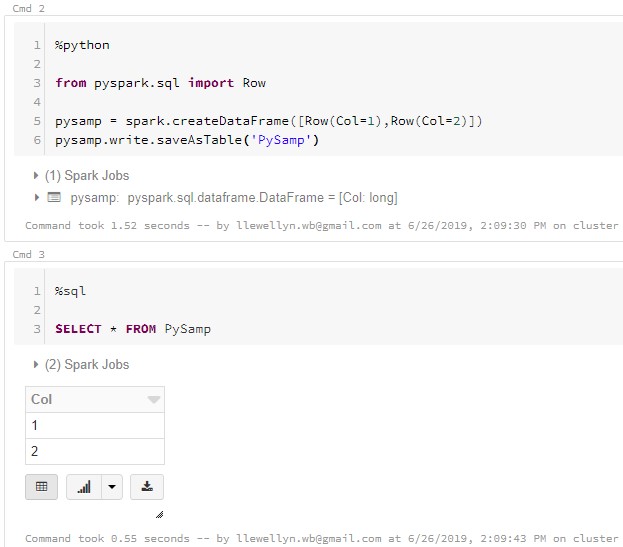 Cmd 2
1 %python
2
3 from pyspark.sql import Row
4
5 pysamp = spark.createDataFrame([Row(Col=1),Row(Col=2)])
6 pysamp.write.saveAsTable('PySamp')
(1) Spark Jobs
pysamp: pyspark.sql.dataframe.DataFrame = [Col: long]
Command took 1.52 seconds -- by llewellyn.wb@gmail.com at 6/26/2019, 2:09:30 PM on cluster
Cmd 3
1 %sql
2
3 SELECT * FROM PySamp
(2) Spark Jobs
Col
1
2
Command took 0.55 seconds -- by llewellyn.wb@gmail.com at 6/26/2019, 2:09:43 PM on cluster